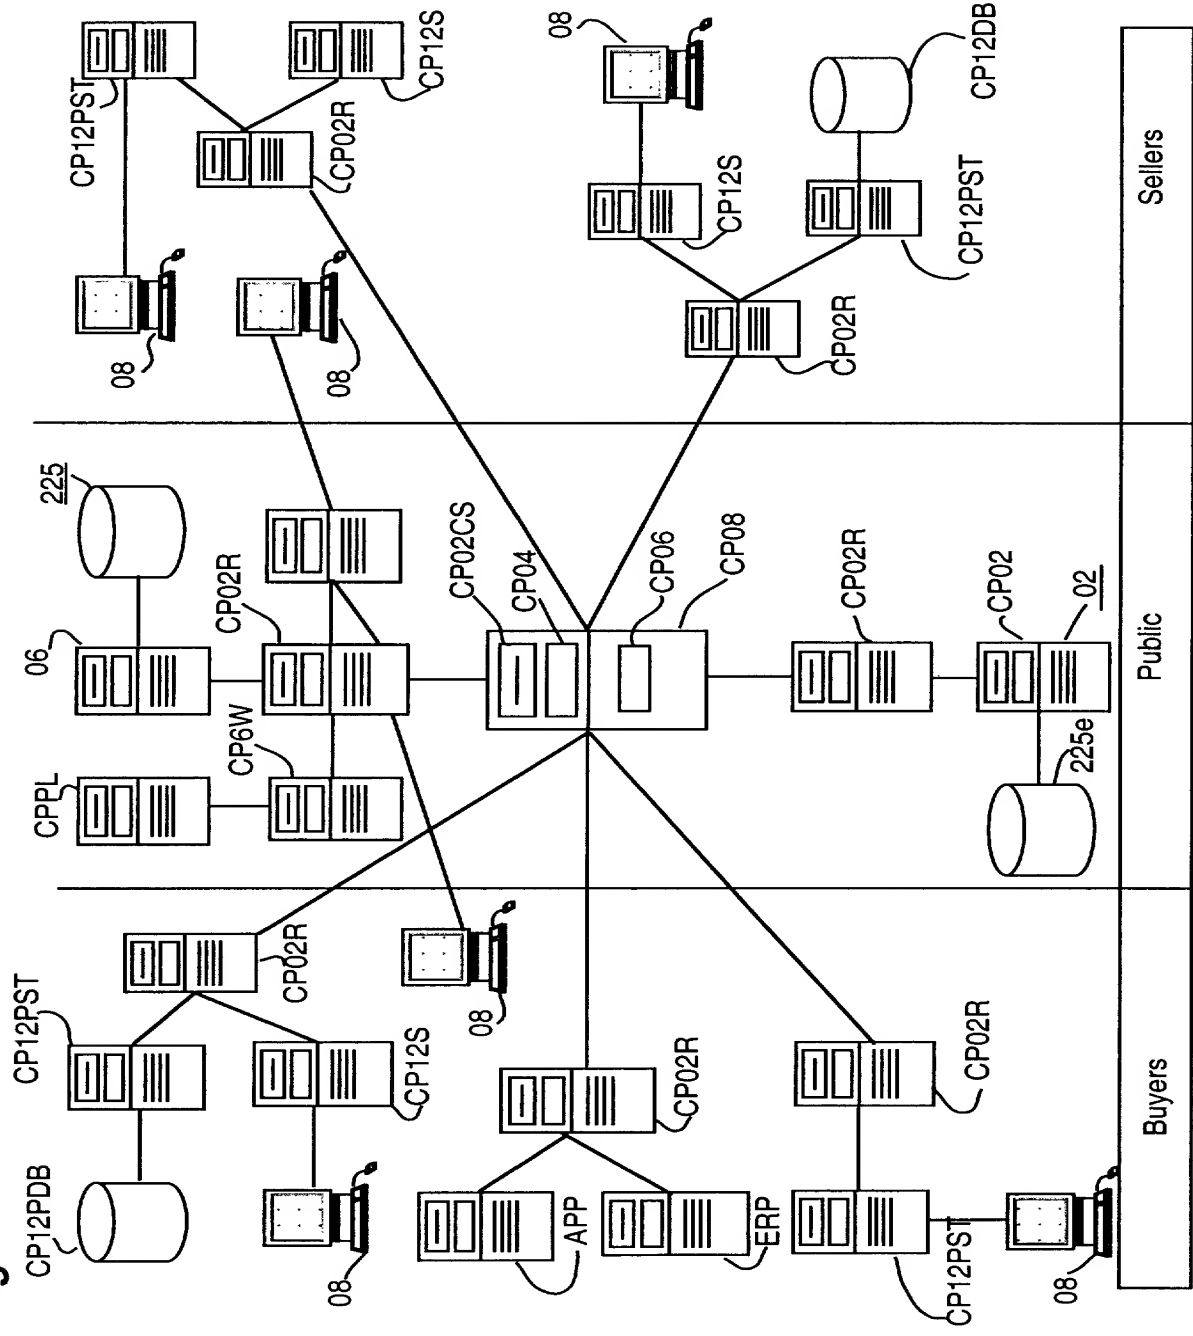 CP12PDB
CP12PST
CPPL
06
CP12PST
08
225
CP02R
CP6W
CP02R
08
08
CP02R
CP12S
CP12S
CP02CS
08
CP04
08
APP
CP06
CP02R
CP12S
CP08
ERP
CP02R
CP02R
CP12PST
CP12PST
CP02R
CP12DB
CP02
08
225e
02
Buyers
Public
Sellers